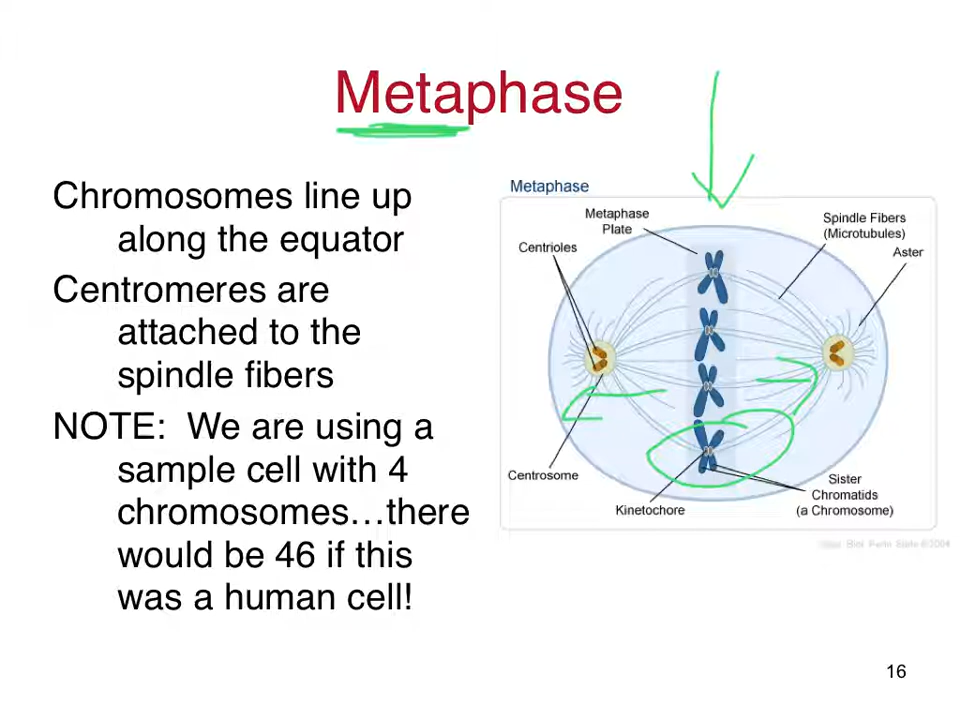 Metaphase
Chromosomes line up
along the equator
Centromeres are
attached to the
spindle fibers
NOTE:  We are using a
sample cell with 4
chromosomes…there
would be 46 if this
was a human cell!
Metaphase
Metaphase
Plate
Centrioles
Spindle Fibers
(Microtubules)
Aster
Centrosome
Kinetochore
Sister
Chromatids
(a Chromosome)
©2004
16